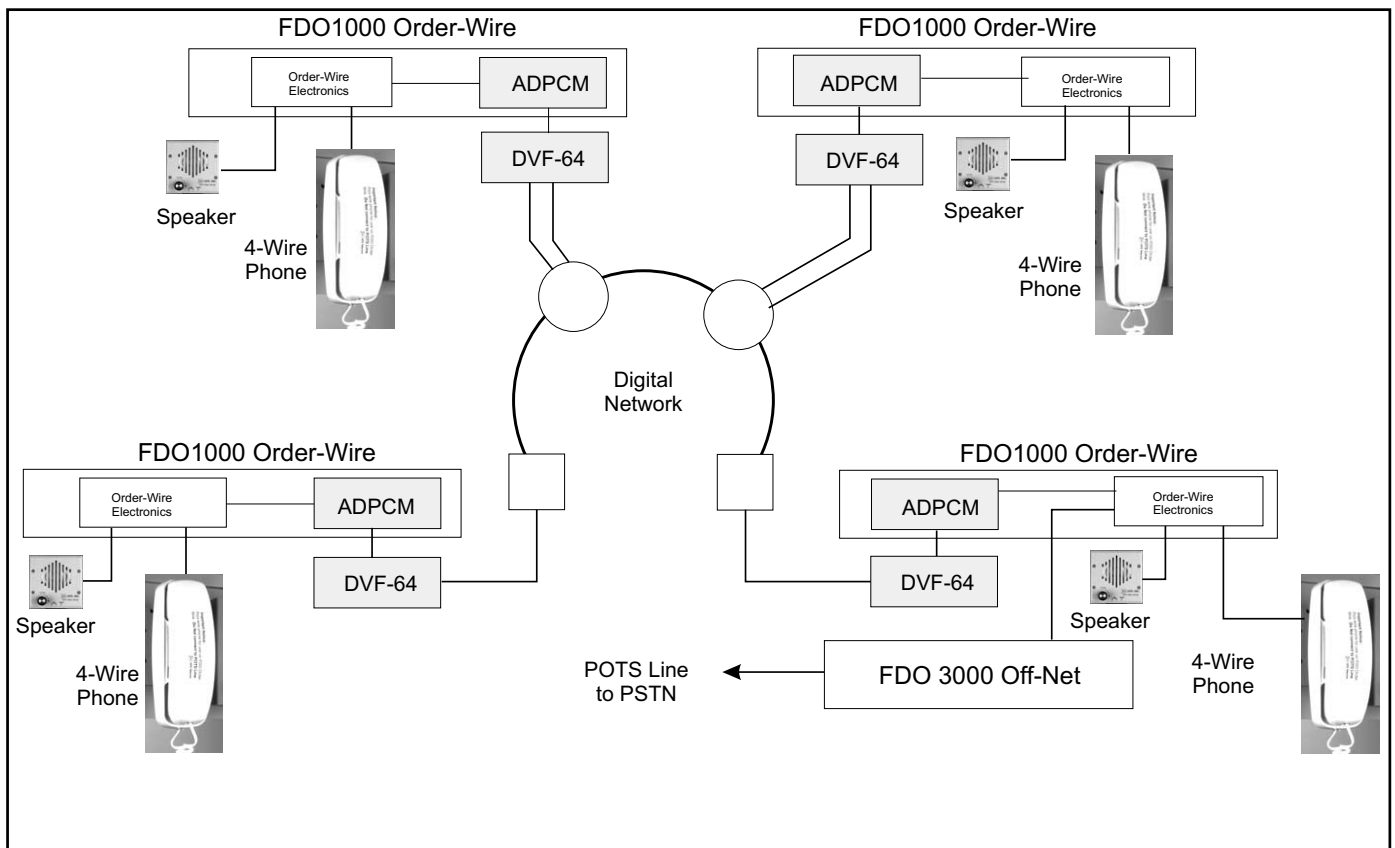 FDO1000 Order-Wire
Order-Wire
Electronics
ADPCM
DVF-64
Speaker
4-Wire
Phone
FDO1000 Order-Wire
ADPCM
Order-Wire
Electronics
DVF-64
Speaker
4-Wire
Phone
Digital
Network
FDO1000 Order-Wire
Order-Wire
Electronics
ADPCM
DVF-64
Speaker
4-Wire
Phone
FDO1000 Order-Wire
ADPCM
Order-Wire
Electronics
DVF-64
Speaker
4-Wire
Phone
POTS Line
to PSTN
FDO 3000 Off-Net